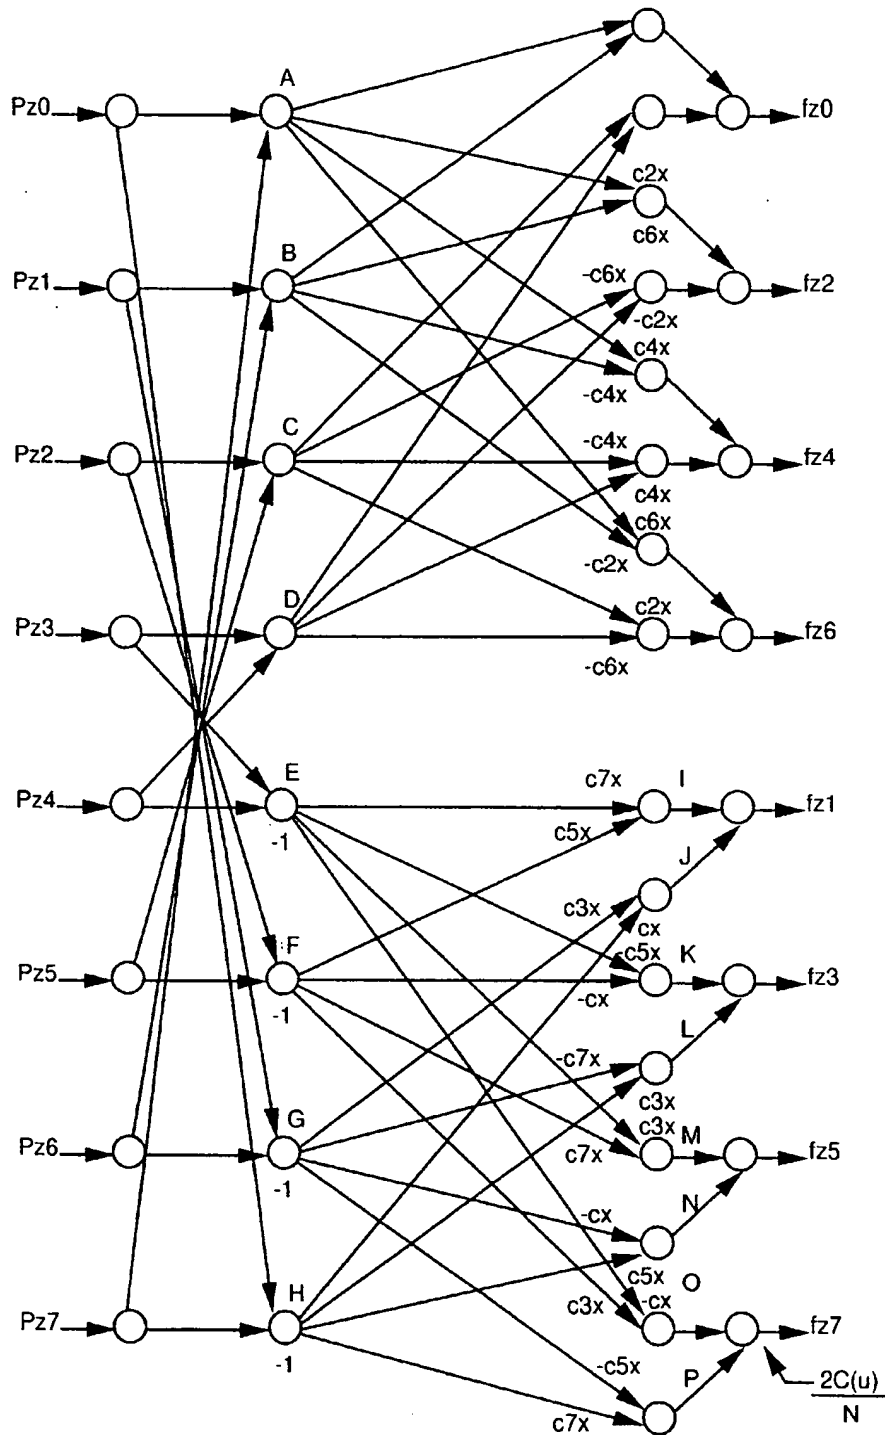 A
Pz0
fz0
c2x
B
c6x
Pz1
-c6x
fz2
-c2x
c4x
-c4x
C
-c4x
Pz2
fz4
c4x
c6x
-c2x
D
c2x
Pz3
fz6
-c6x
E
c7x
I
Pz4
fz1
-1
c5x
J
c3x
cx
F
-c5x
K
Pz5
fz3
-1
-cx
L
-c7x
G
c3x
c3x
M
Pz6
c7x
fz5
-1
-cx
N
c5x
O
H
c3x
-cx
Pz7
fz7
-1
-c5x
P
2C(u)
N
c7x